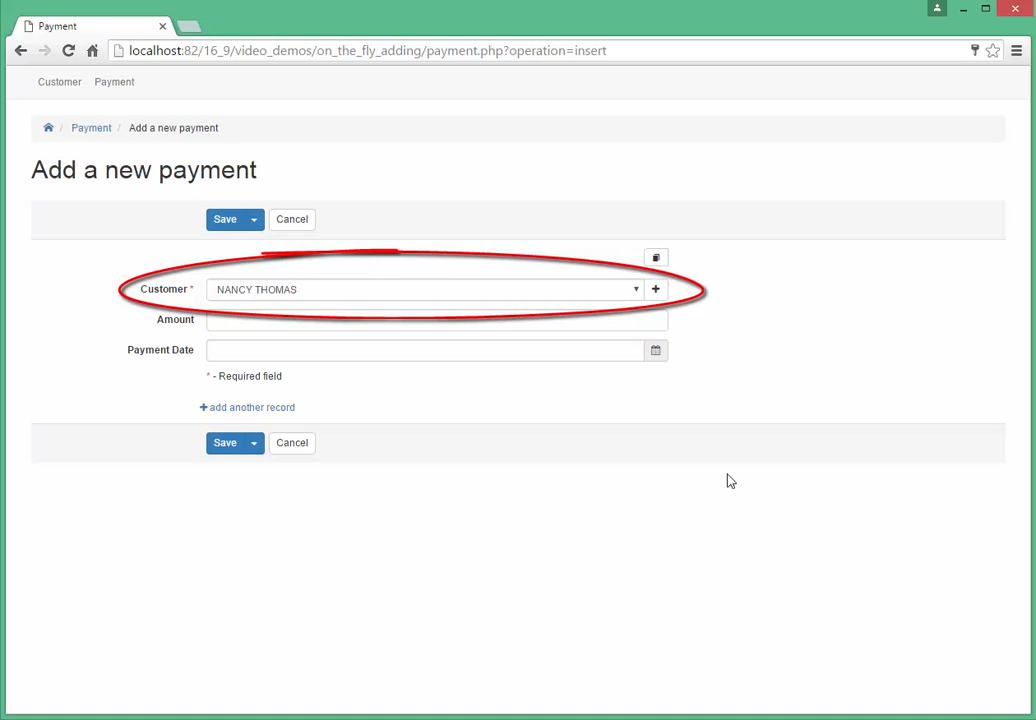 Payment
localhost:82/16_9/video_demos/on_the_fly_adding/payment.php?operation=insert
Customer Payment
/ Payment / Add a new payment
Add a new payment
Save Cancel
Customer * NANCY THOMAS
Amount
Payment Date
* - Required field
+ add another record
Save Cancel